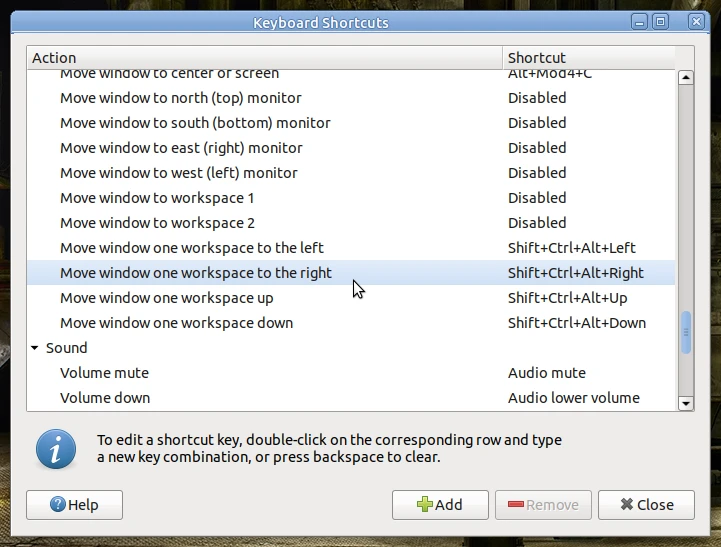 Keyboard Shortcuts
Action Shortcut
Move window to center of screen Alt+Mod4+C
Move window to north (top) monitor Disabled
Move window to south (bottom) monitor Disabled
Move window to east (right) monitor Disabled
Move window to west (left) monitor Disabled
Move window to workspace 1 Disabled
Move window to workspace 2 Disabled
Move window one workspace to the left Shift+Ctrl+Alt+Left
Move window one workspace to the right Shift+Ctrl+Alt+Right
Move window one workspace up Shift+Ctrl+Alt+Up
Move window one workspace down Shift+Ctrl+Alt+Down
Sound
Volume mute Audio mute
Volume down Audio lower volume
To edit a shortcut key, double-click on the corresponding row and type
a new key combination, or press backspace to clear.
Help Add Remove Close